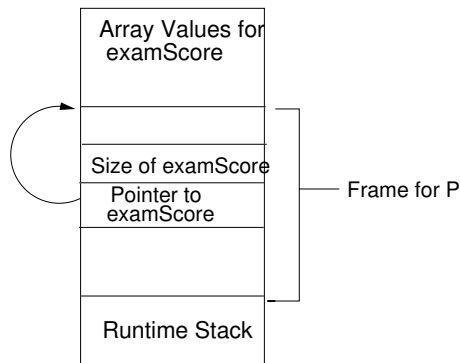 Array Values for
examScore
Size of examScore
Pointer to
examScore
Frame for P
Runtime Stack